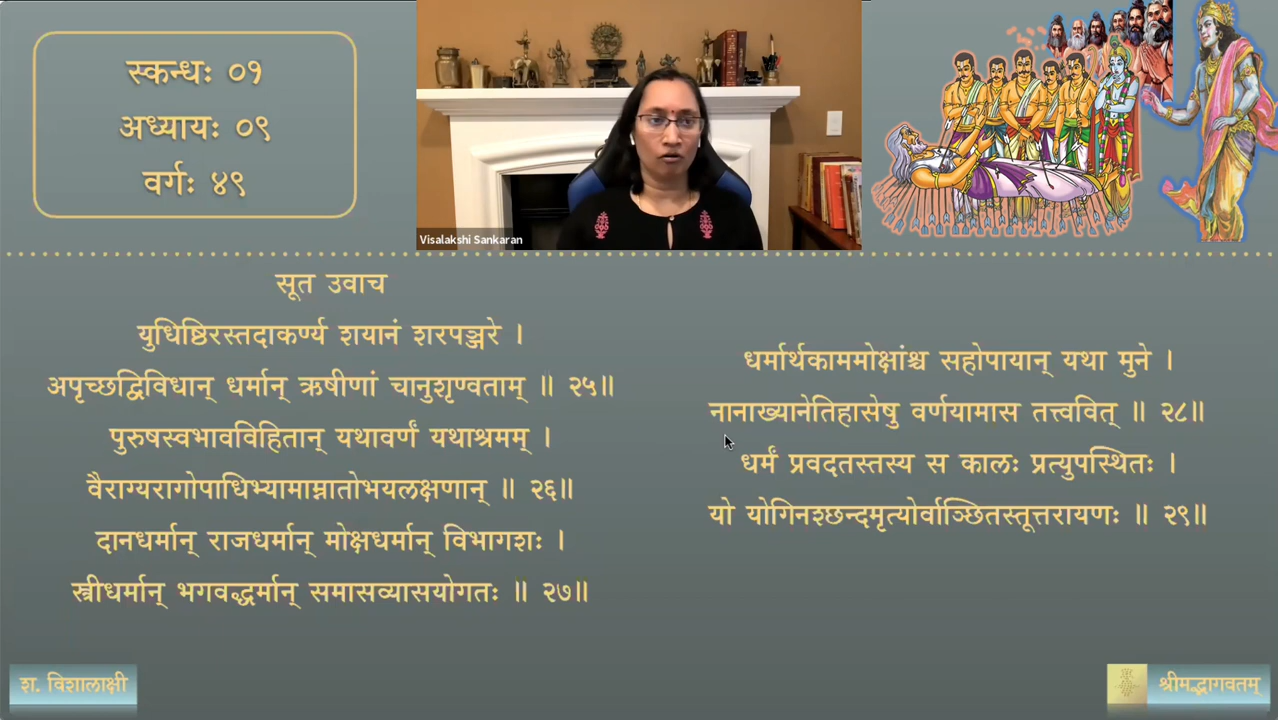 स्कन्धः ०१
अध्यायः ०९
वर्गः ४९
Visalakshi Sankaran
सूत उवाच
युधिष्ठिरस्तदाकर्ण्य शयानं शरपञ्जरे ।
अपृच्छद्विविधान् धर्मान् ऋषीणां चानुशृण्वताम् ॥ २५॥
पुरुषस्वभावविहितान् यथावर्णं यथाश्रमम् ।
वैराग्यरागोपाधिभ्यामाम्नातोभयलक्षणान् ॥ २६॥
दानधर्मान् राजधर्मान् मोक्षधर्मान् विभागशः ।
स्त्रीधर्मान् भगवद्धर्मान् समासव्यासयोगतः ॥ २७॥
धर्मार्थकाममोक्षांश्च सहोपायान् यथा मुने ।
नानाख्यानेतिहासेषु वर्णयामास तत्त्ववित् ॥ २८॥
धर्मं प्रवदतस्तस्य स कालः प्रत्युपस्थितः ।
यो योगिनश्छन्दमृत्योर्वाञ्छितस्तूत्तरायणः ॥ २९॥
श. विशालाक्षी
श्रीमद्भागवतम्